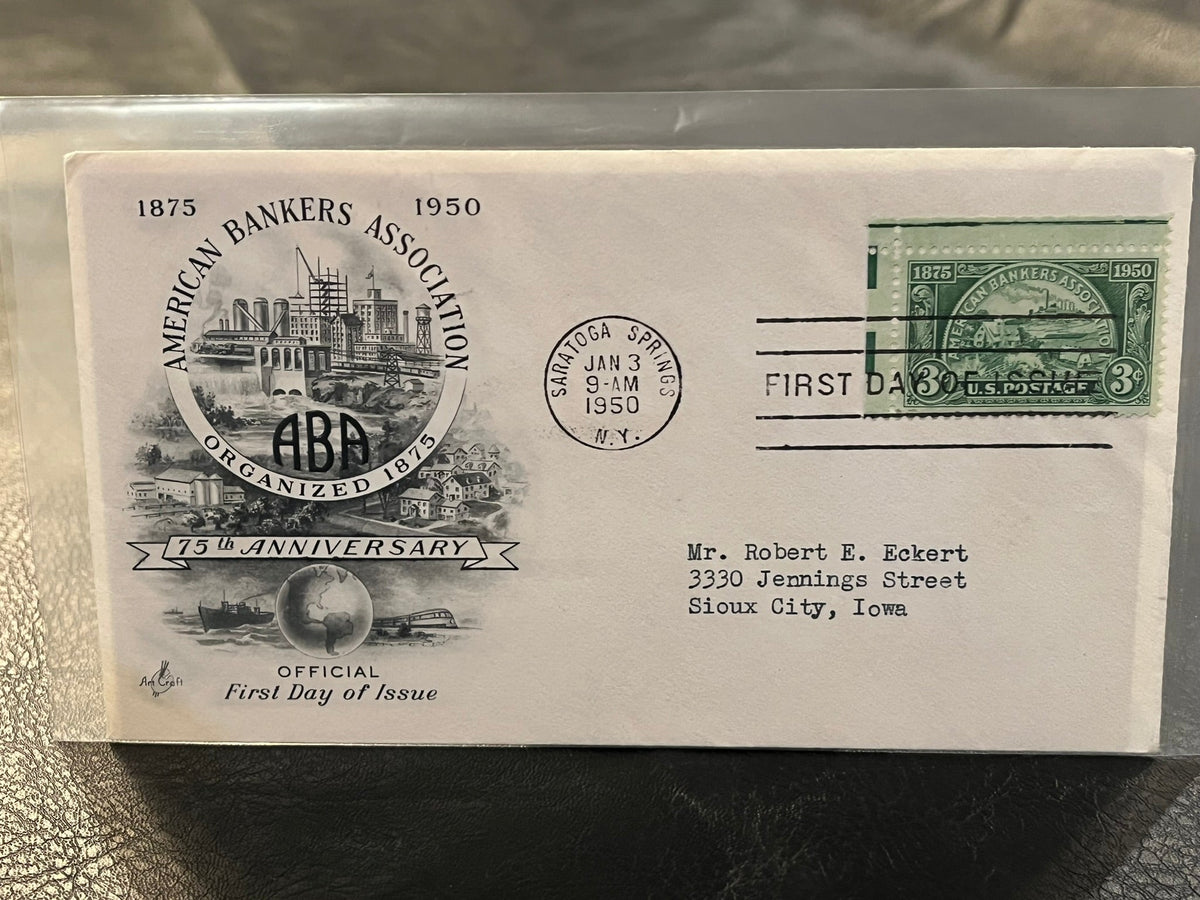 1875 1950
AMERICAN BANKERS ASSOCIATION
ABA
ORGANIZED 1875
75th ANNIVERSARY
OFFICIAL
First Day of Issue
Art Craft
SARATOGA SPRINGS
JAN 3
9-AM
1950
N.Y.
FIRST DAY OF ISSUE
1875 1950
AMERICAN BANKERS ASSOCIATION
3¢ U.S. POSTAGE 3¢
Mr. Robert E. Eckert
3330 Jennings Street
Sioux City, Iowa